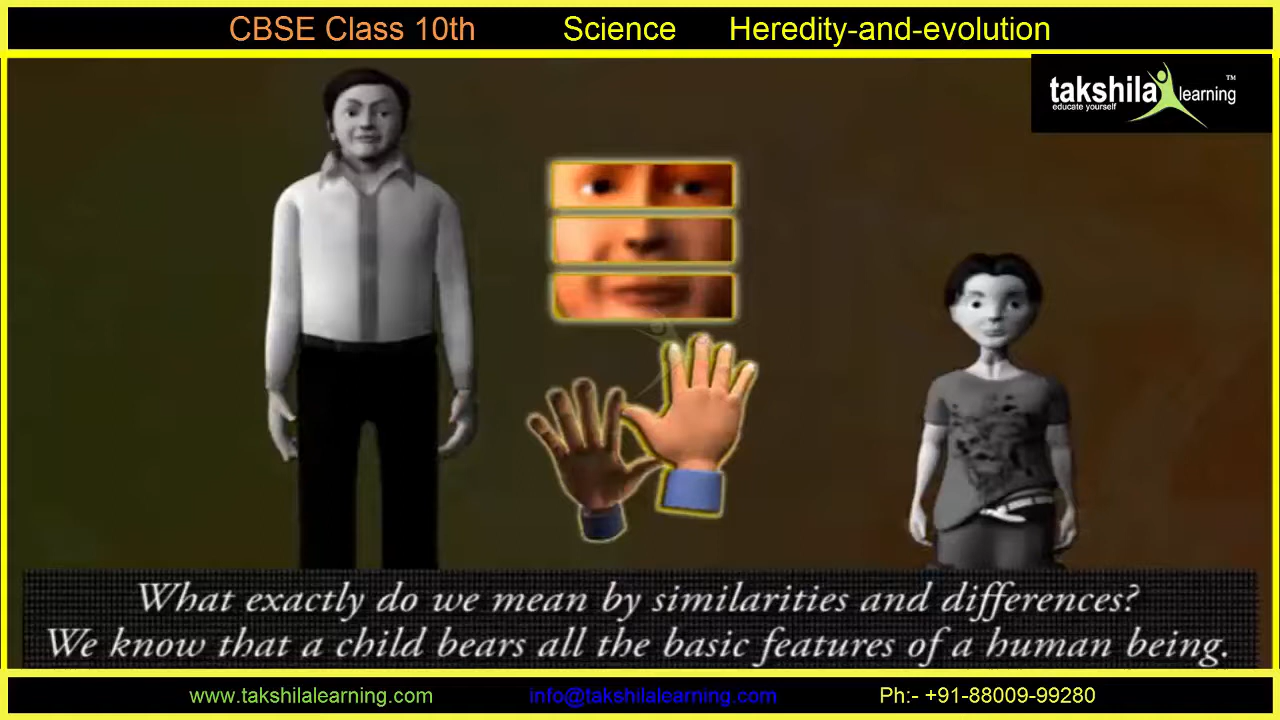 CBSE Class 10th Science Heredity-and-evolution
takshila learning ™
educate yourself
What exactly do we mean by similarities and differences?
We know that a child bears all the basic features of a human being.
www.takshilalearning.com info@takshilalearning.com Ph:- +91-88009-99280